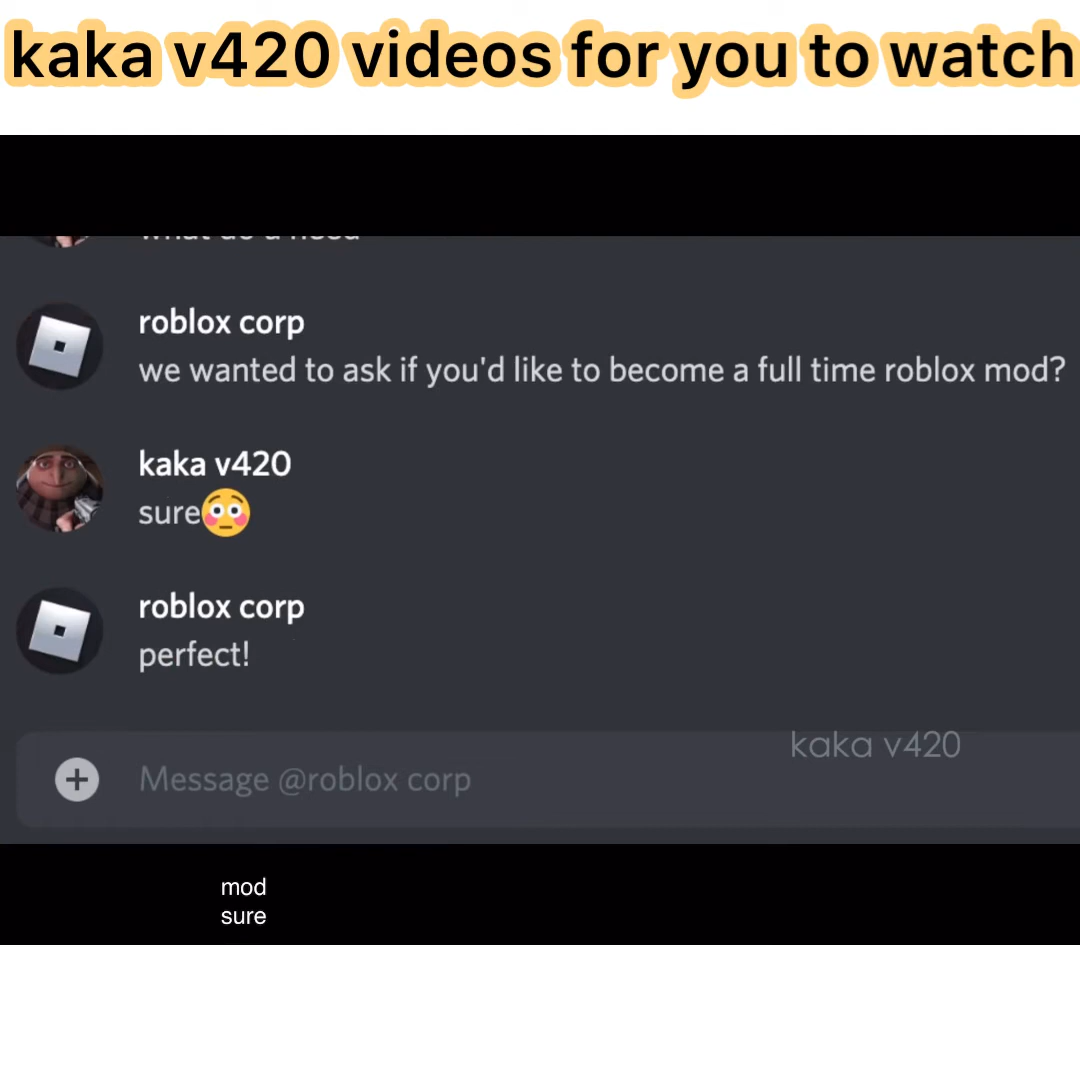 kaka v420 videos for you to watch
roblox corp
we wanted to ask if you'd like to become a full time roblox mod?
kaka v420
sure😳
roblox corp
perfect!
kaka v420
Message @roblox corp
mod
sure